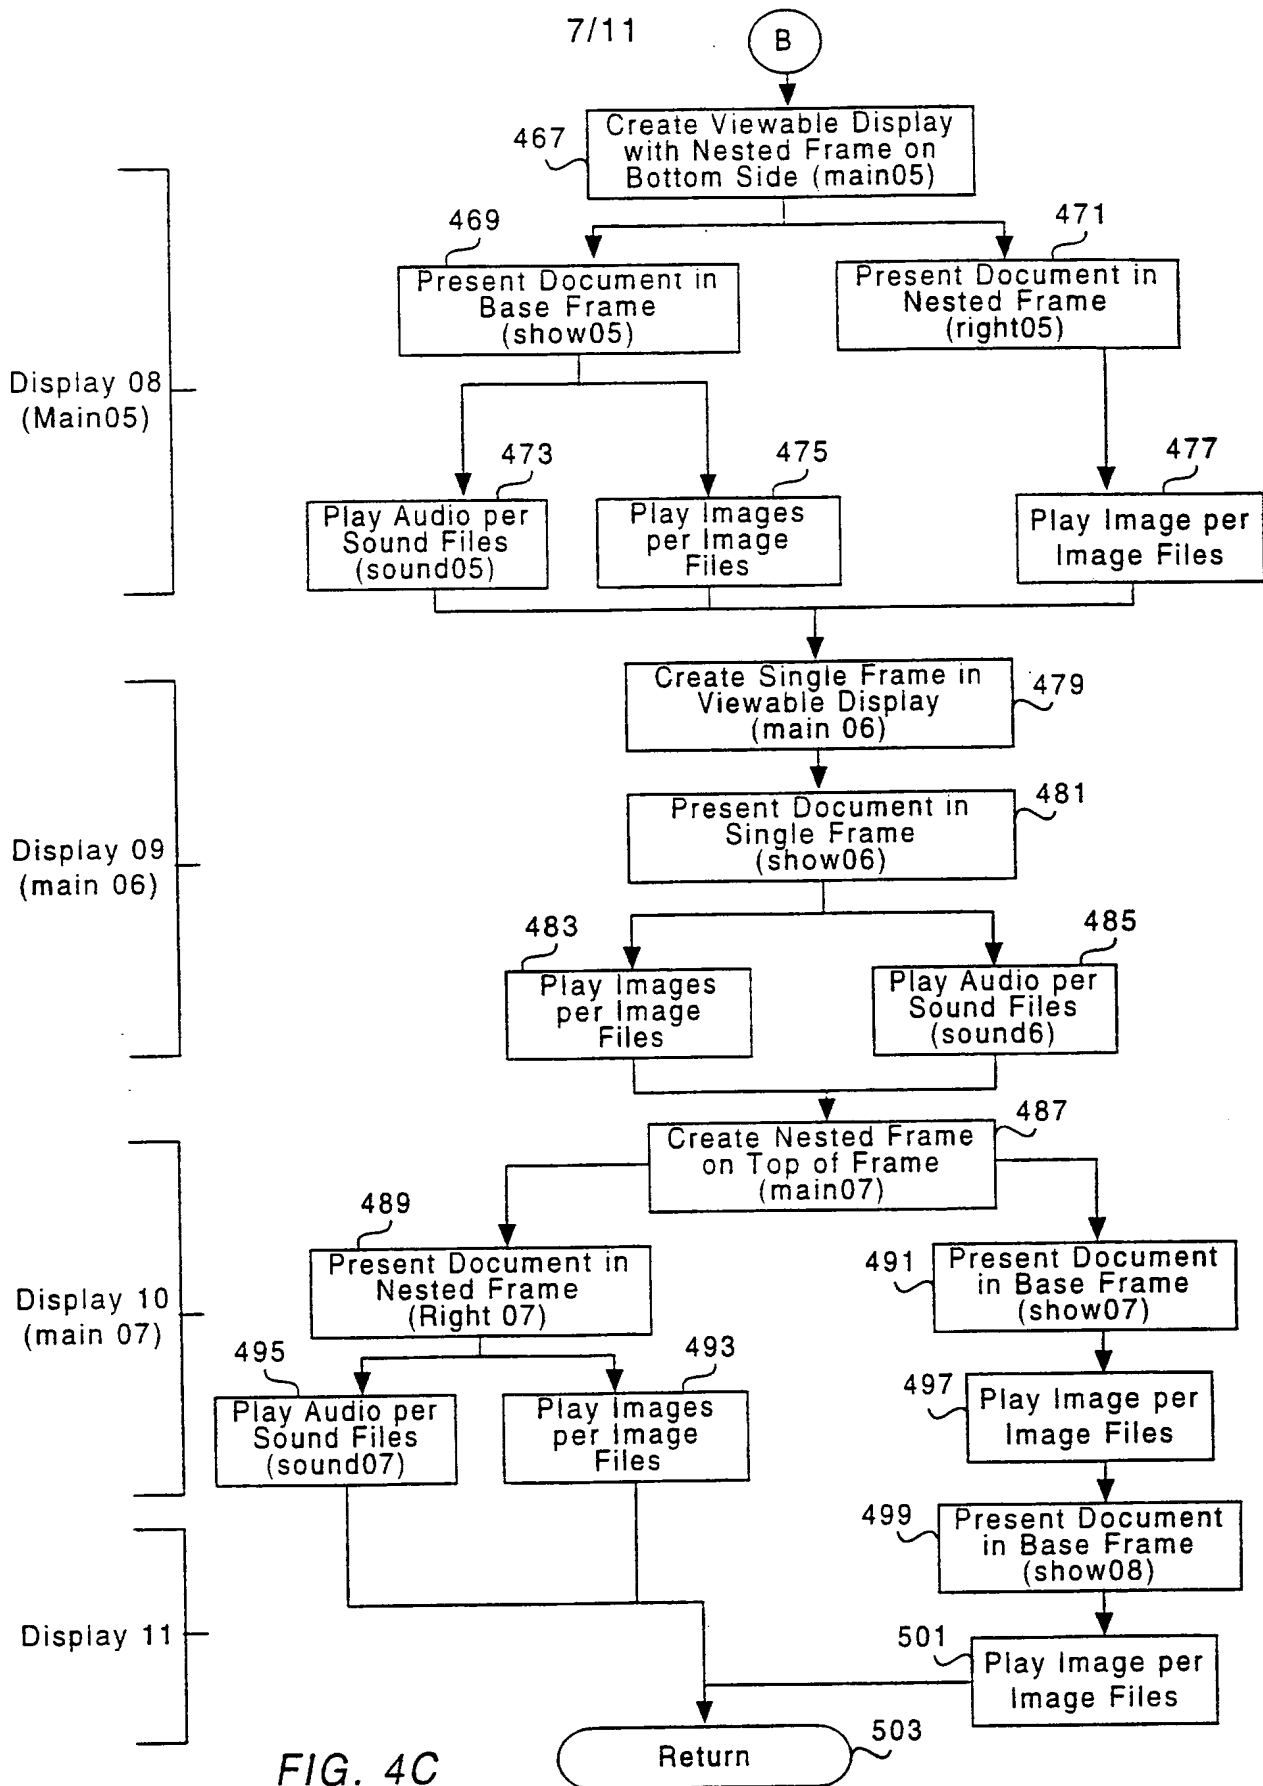 7/11
B
467
Create Viewable Display
with Nested Frame on
Bottom Side (main05)
469
Present Document in
Base Frame
(show05)
471
Present Document in
Nested Frame
(right05)
Display 08
(Main05)
473
Play Audio per
Sound Files
(sound05)
475
Play Images
per Image
Files
477
Play Image per
Image Files
Create Single Frame in
Viewable Display
(main 06)
479
Present Document in
Single Frame
(show06)
481
Display 09
(main 06)
483
Play Images
per Image
Files
485
Play Audio per
Sound Files
(sound6)
487
Create Nested Frame
on Top of Frame
(main07)
489
Present Document in
Nested Frame
(Right 07)
491
Present Document
in Base Frame
(show07)
Display 10
(main 07)
495
Play Audio per
Sound Files
(sound07)
493
Play Images
per Image
Files
497
Play Image per
Image Files
499
Present Document
in Base Frame
(show08)
Display 11
501
Play Image per
Image Files
Return
503
FIG. 4C